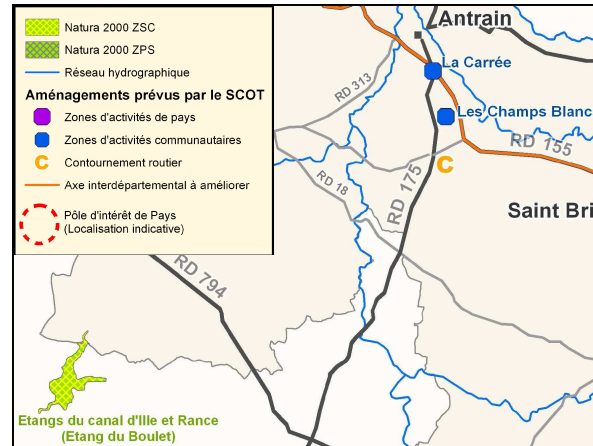 Natura 2000 ZSC
Natura 2000 ZPS
Réseau hydrographique
Aménagements prévus par le SCOT
Zones d'activités de pays
Zones d'activités communautaires
C Contournement routier
Axe interdépartemental à améliorer
Pôle d'intérêt de Pays
(Localisation indicative)
Antrain
La Carrée
RD 313
Les Champs Blanc
RD 155
C
RD 18
RD 175
Saint Bri
RD 794
Etangs du canal d'Ille et Rance
(Etang du Boulet)